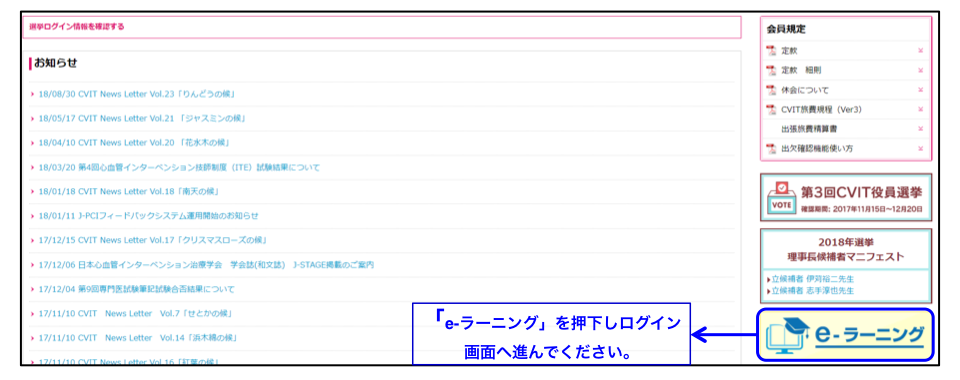 選挙ログイン情報を確認する
お知らせ
18/08/30 CVIT News Letter Vol.23「りんどうの候」
18/05/17 CVIT News Letter Vol.21 「ジャスミンの候」
18/04/10 CVIT News Letter Vol.20 「花水木の候」
18/03/20 第4回心血管インターベンション技師制度（ITE）試験結果について
18/01/18 CVIT News Letter Vol.18「南天の候」
18/01/11 J-PCIフィードバックシステム運用開始のお知らせ
17/12/15 CVIT News Letter Vol.17「クリスマスローズの候」
17/12/06 日本心血管インターベンション治療学会 学会誌(和文誌) J-STAGE掲載のご案内
17/12/04 第9回専門医試験筆記試験合否結果について
17/11/10 CVIT News Letter Vol.7「せとかの候」
17/11/10 CVIT News Letter Vol.14「浜木綿の候」
17/11/10 CVIT News Letter Vol.16「紅葉の候」
会員規定
定款
定款 細則
休会について
CVIT旅費規程（Ver3）
出張旅費精算書
出欠確認機能使い方
VOTE
第3回CVIT役員選挙
確認期間: 2017年11月15日～12月20日
2018年選挙
理事長候補者マニフェスト
立候補者 伊苅裕二先生
立候補者 志手淳也先生
e-ラーニング
「e-ラーニング」を押下しログイン
画面へ進んでください。